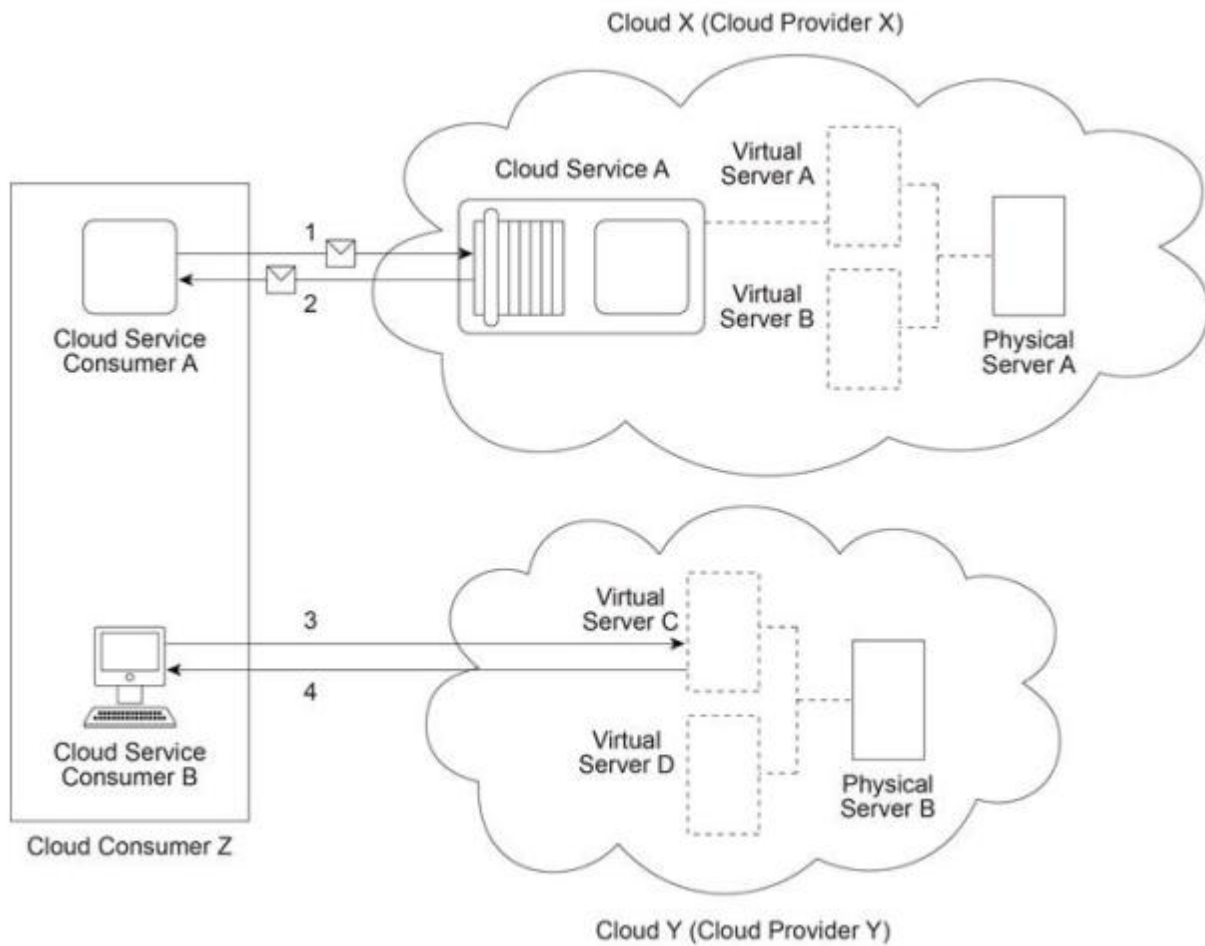 Cloud X (Cloud Provider X)
Cloud Service A
Virtual
Server A
1
2
Virtual
Server B
Cloud Service
Consumer A
Physical
Server A
3
Virtual
Server C
4
Cloud Service
Consumer B
Virtual
Server D
Physical
Server B
Cloud Consumer Z
Cloud Y (Cloud Provider Y)